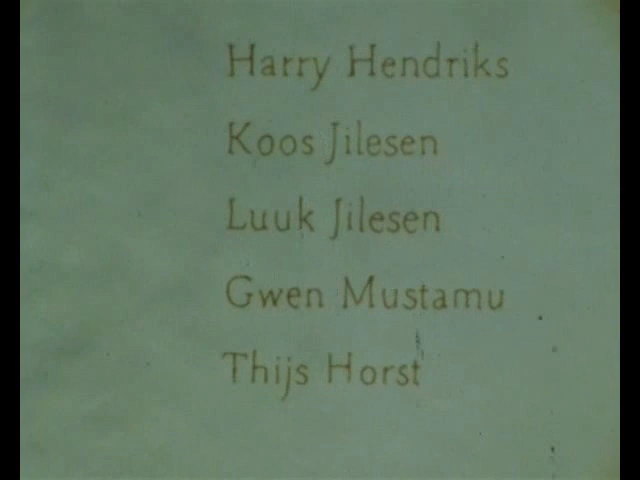 Harry Hendriks
Koos Jilesen
Luuk Jilesen
Gwen Mustamu
Thijs Horst